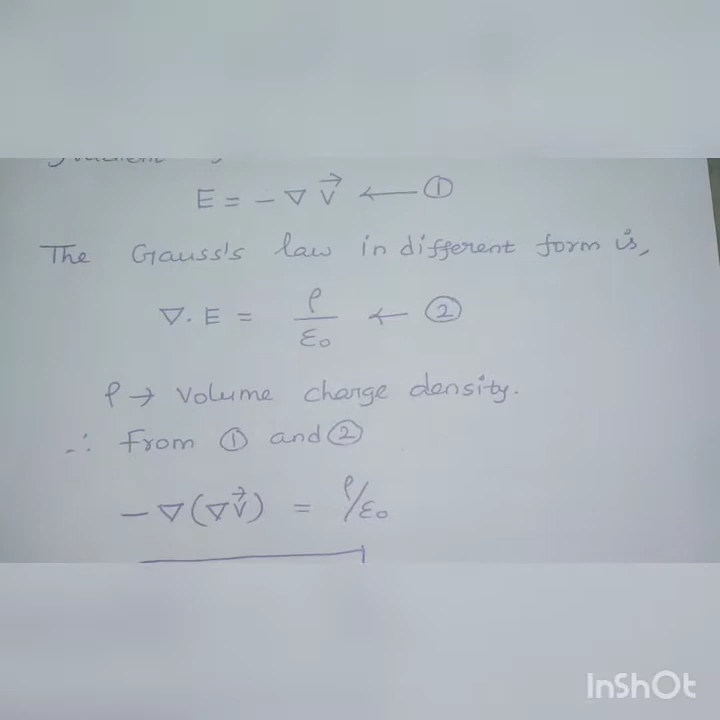 E = - ∇ V⃗ ← ①
The Gauss's law in different form is,
∇. E = ρ/ε₀ ← ②
ρ → Volume charge density.
∴ From ① and ②
- ∇(∇V⃗) = ρ/ε₀
InShOt